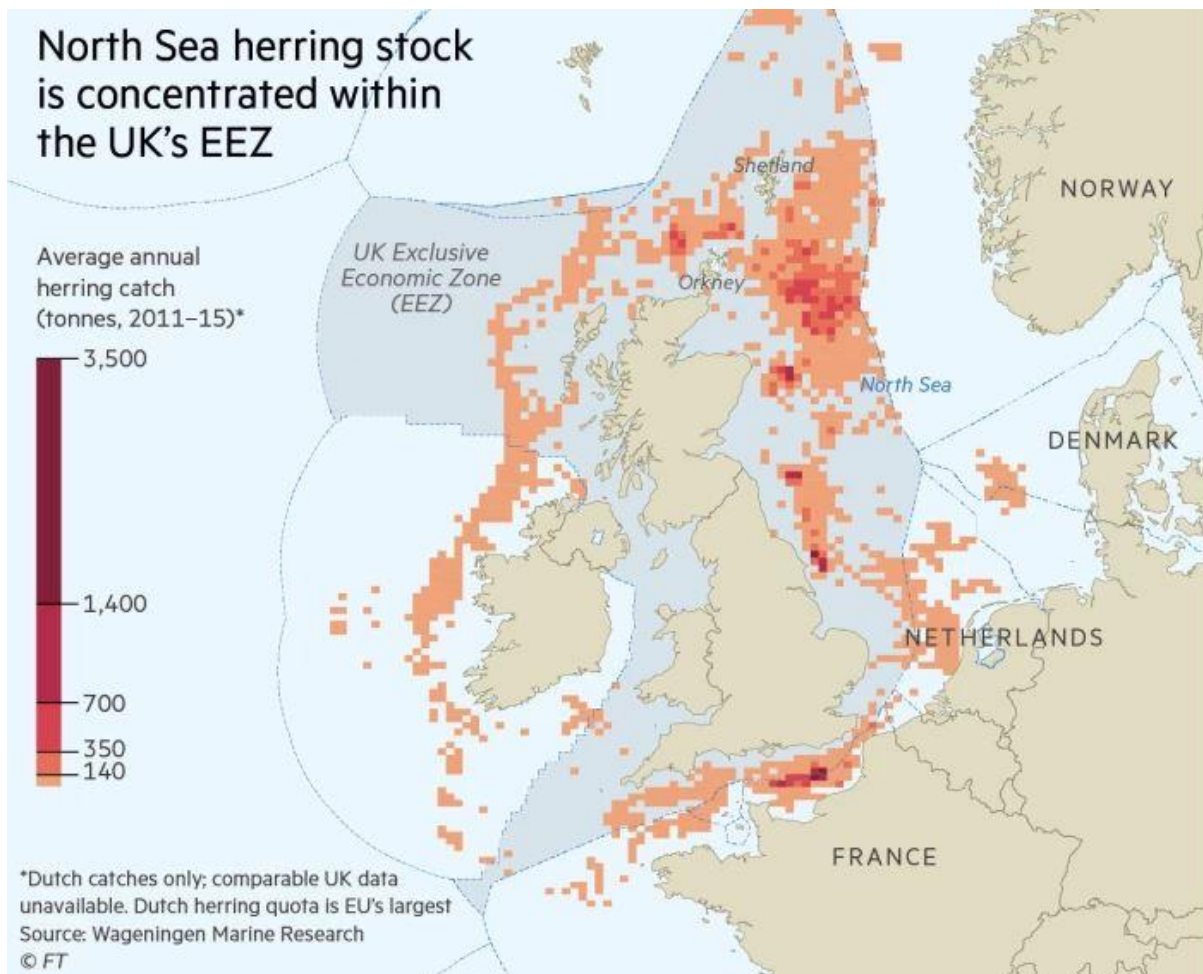 North Sea herring stock
is concentrated within
the UK's EEZ
Average annual
herring catch
(tonnes, 2011–15)*
3,500
1,400
700
350
140
UK Exclusive
Economic Zone
(EEZ)
Shetland
Orkney
NORWAY
North Sea
DENMARK
NETHERLANDS
FRANCE
*Dutch catches only; comparable UK data
unavailable. Dutch herring quota is EU's largest
Source: Wageningen Marine Research
© FT